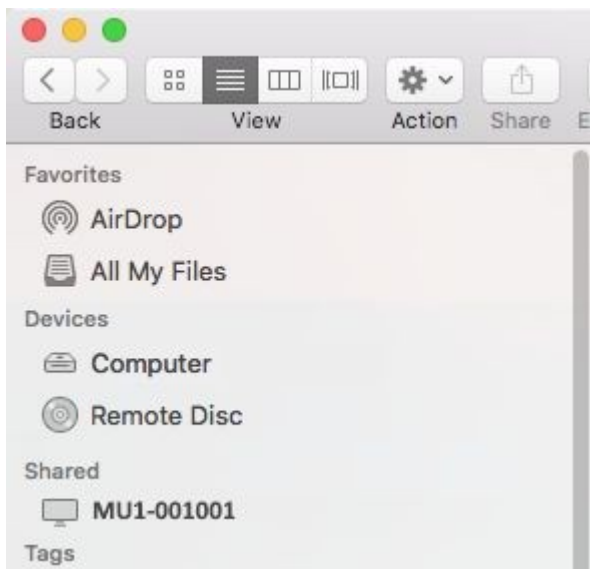 Back View Action Share E
Favorites
AirDrop
All My Files
Devices
Computer
Remote Disc
Shared
MU1-001001
Tags